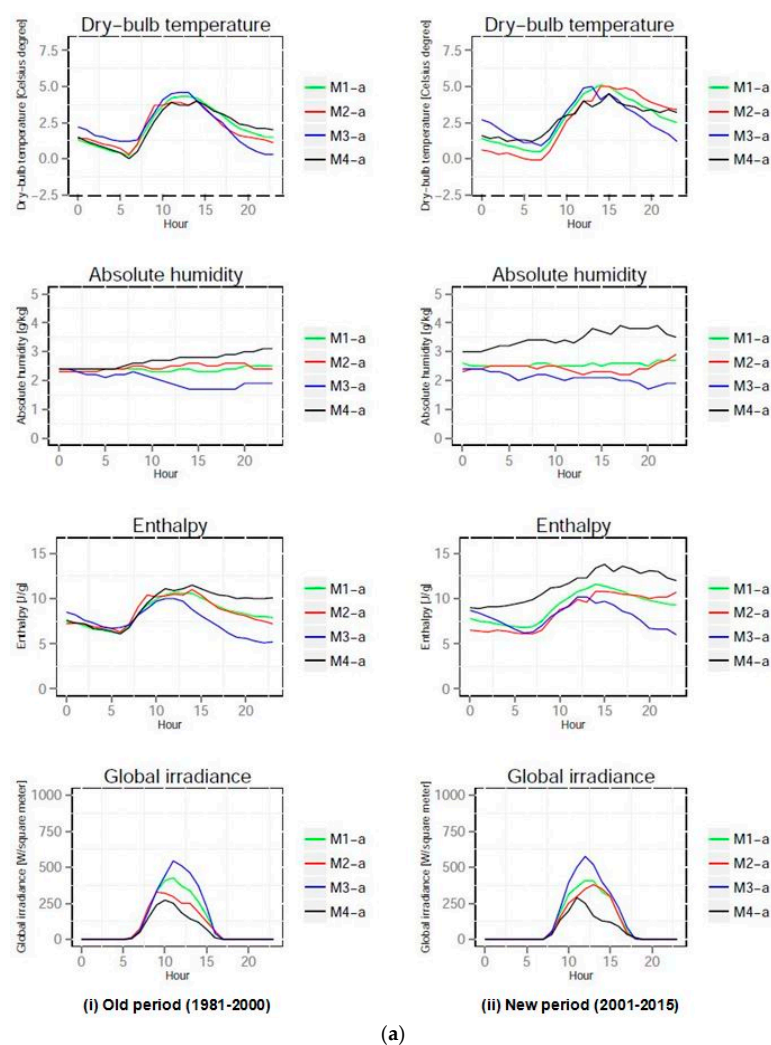 Dry-bulb temperature
Dry-bulb temperature [Celsius degree]
7.5
5.0
2.5
0.0
-2.5
0 5 10 15 20
Hour
M1-a
M2-a
M3-a
M4-a
Dry-bulb temperature
Dry-bulb temperature [Celsius degree]
7.5
5.0
2.5
0.0
-2.5
0 5 10 15 20
Hour
M1-a
M2-a
M3-a
M4-a
Absolute humidity
Absolute humidity [g/kg]
5
4
3
2
1
0
0 5 10 15 20
Hour
M1-a
M2-a
M3-a
M4-a
Absolute humidity
Absolute humidity [g/kg]
5
4
3
2
1
0
0 5 10 15 20
Hour
M1-a
M2-a
M3-a
M4-a
Enthalpy
Enthalpy [J/g]
15
10
5
0
0 5 10 15 20
Hour
M1-a
M2-a
M3-a
M4-a
Enthalpy
Enthalpy [J/g]
15
10
5
0
0 5 10 15 20
Hour
M1-a
M2-a
M3-a
M4-a
Global irradiance
Global irradiance [W/square meter]
1000
750
500
250
0
0 5 10 15 20
Hour
M1-a
M2-a
M3-a
M4-a
Global irradiance
Global irradiance [W/square meter]
1000
750
500
250
0
0 5 10 15 20
Hour
M1-a
M2-a
M3-a
M4-a
(i) Old period (1981-2000)
(ii) New period (2001-2015)
(a)